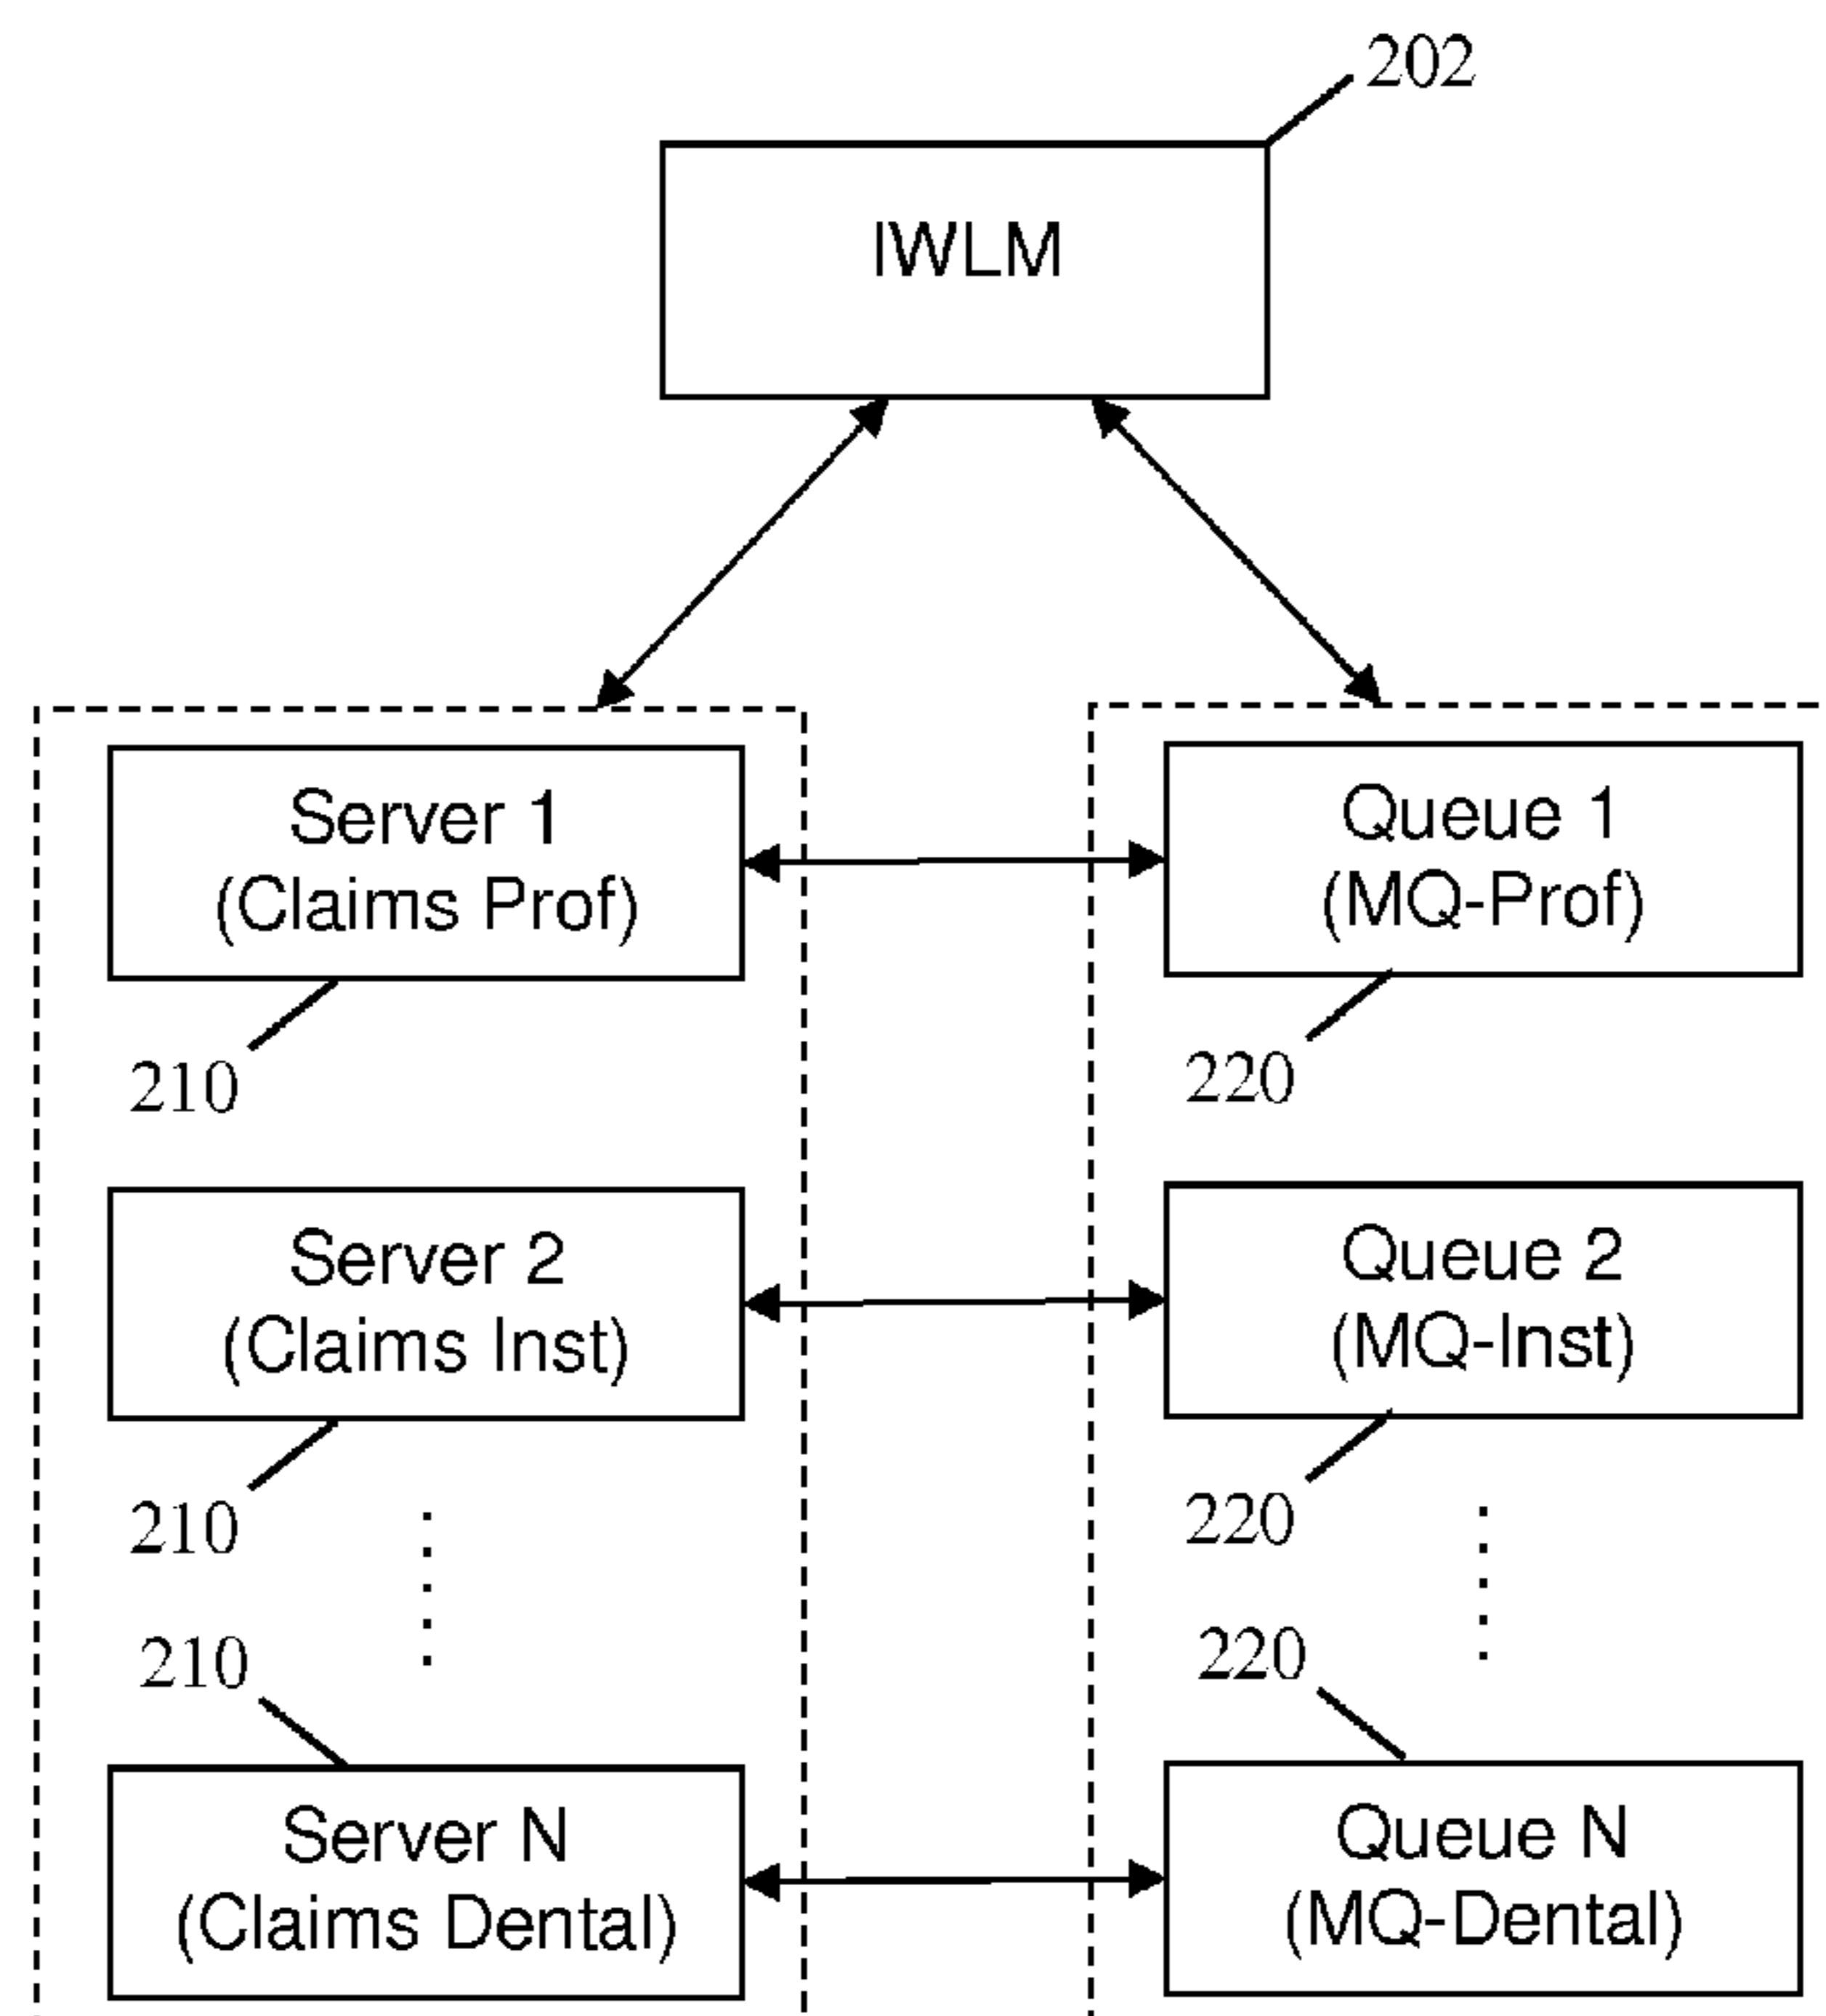 202
IWLM
Server 1
(Claims Prof)
Queue 1
(MQ-Prof)
210
220
Server 2
(Claims Inst)
Queue 2
(MQ-Inst)
210
220
210
220
Server N
(Claims Dental)
Queue N
(MQ-Dental)